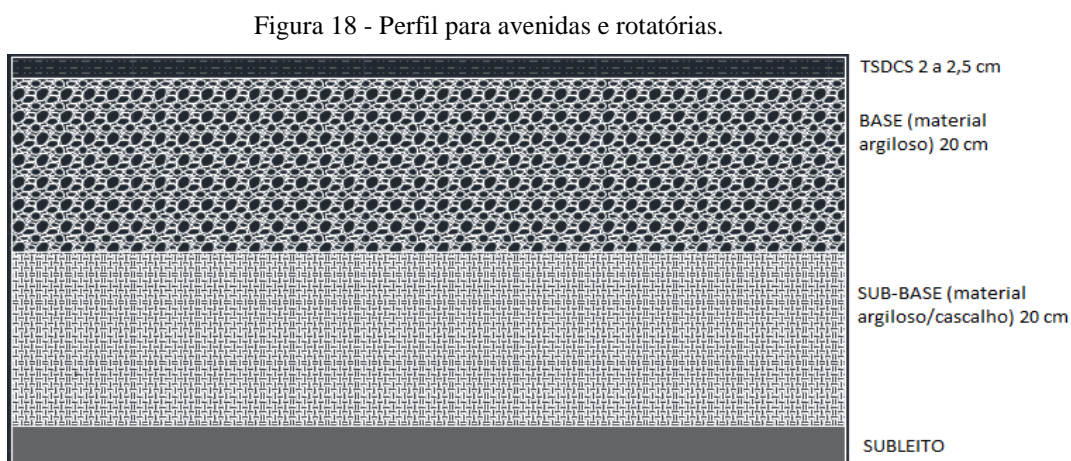 Figura 18 - Perfil para avenidas e rotatórias.
TSDCS 2 a 2,5 cm
BASE (material
argiloso) 20 cm
SUB-BASE (material
argiloso/cascalho) 20 cm
SUBLEITO